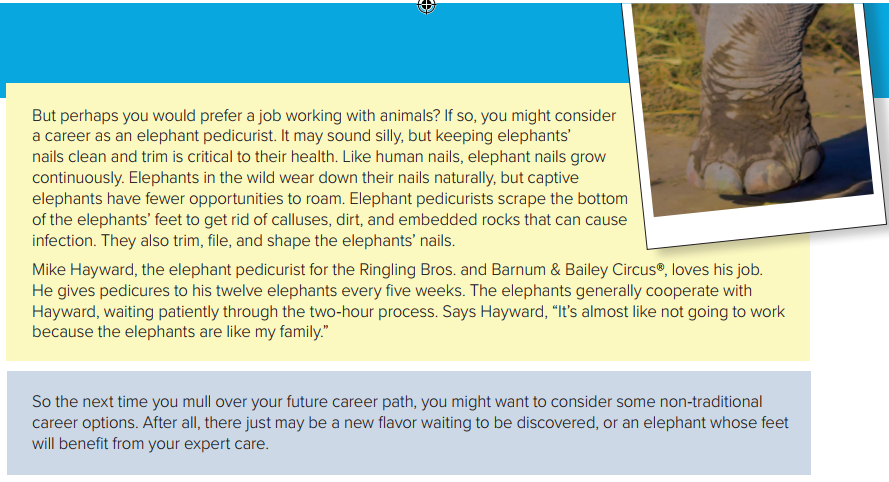 But perhaps you would prefer a job working with animals? If so, you might consider
a career as an elephant pedicurist. It may sound silly, but keeping elephants’
nails clean and trim is critical to their health. Like human nails, elephant nails grow
continuously. Elephants in the wild wear down their nails naturally, but captive
elephants have fewer opportunities to roam. Elephant pedicurists scrape the bottom
of the elephants’ feet to get rid of calluses, dirt, and embedded rocks that can cause
infection. They also trim, file, and shape the elephants’ nails.
Mike Hayward, the elephant pedicurist for the Ringling Bros. and Barnum & Bailey Circus®, loves his job.
He gives pedicures to his twelve elephants every five weeks. The elephants generally cooperate with
Hayward, waiting patiently through the two-hour process. Says Hayward, “It’s almost like not going to work
because the elephants are like my family.”
So the next time you mull over your future career path, you might want to consider some non-traditional
career options. After all, there just may be a new flavor waiting to be discovered, or an elephant whose feet
will benefit from your expert care.